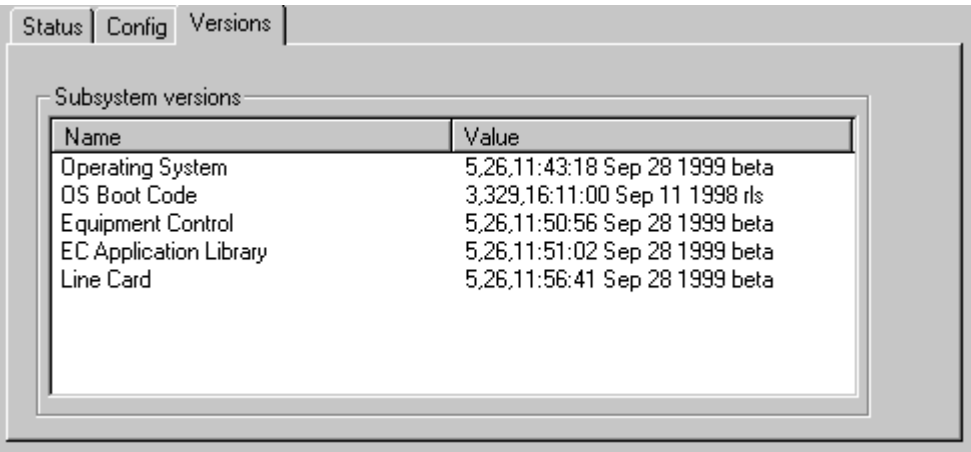 Status Config Versions
Subsystem versions
Name Value
Operating System 5,26,11:43:18 Sep 28 1999 beta
OS Boot Code 3,329,16:11:00 Sep 11 1998 rls
Equipment Control 5,26,11:50:56 Sep 28 1999 beta
EC Application Library 5,26,11:51:02 Sep 28 1999 beta
Line Card 5,26,11:56:41 Sep 28 1999 beta